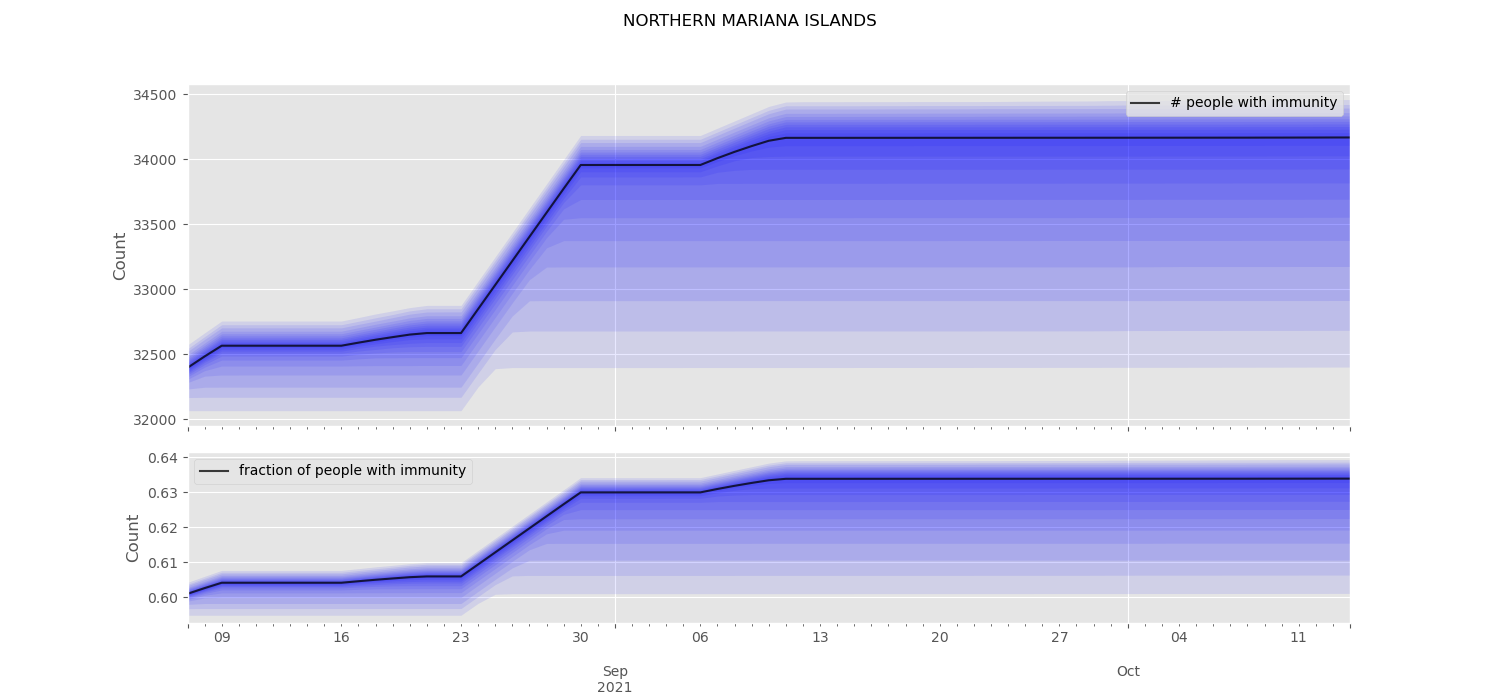 NORTHERN MARIANA ISLANDS
34500
34000
33500
33000
32500
32000
Count
# people with immunity
0.64
0.63
0.62
0.61
0.60
Count
fraction of people with immunity
09 16 23 30 06 13 20 27 04 11
Sep Oct
2021